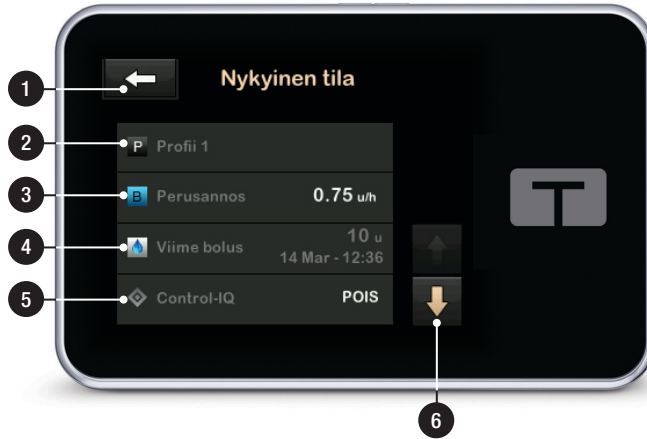 Nykyinen tila
1
2
P Profii 1
3
B Perusannos 0.75 u/h
4
Viime bolus 10 u
14 Mar - 12:36
5
Control-IQ POIS
6
T